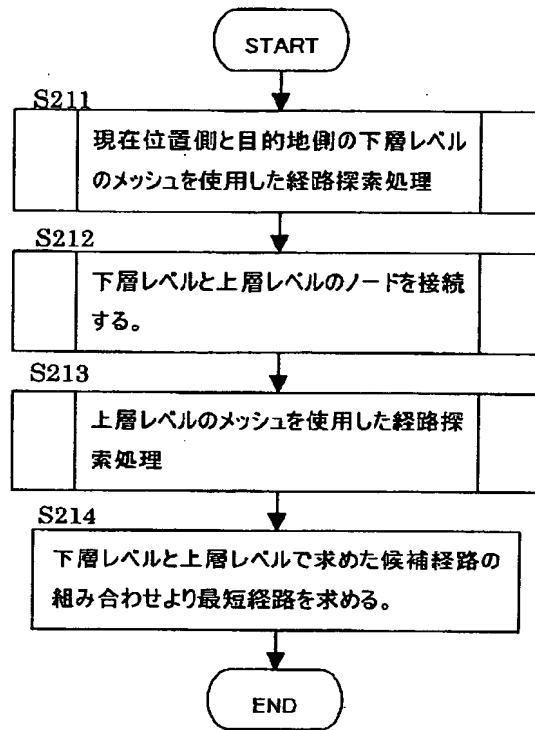 START
S211
現在位置側と目的地側の下層レベル
のメッシュを使用した経路探索処理
S212
下層レベルと上層レベルのノードを接続
する。
S213
上層レベルのメッシュを使用した経路探
索処理
S214
下層レベルと上層レベルで求めた候補経路の
組み合わせより最短経路を求める。
END